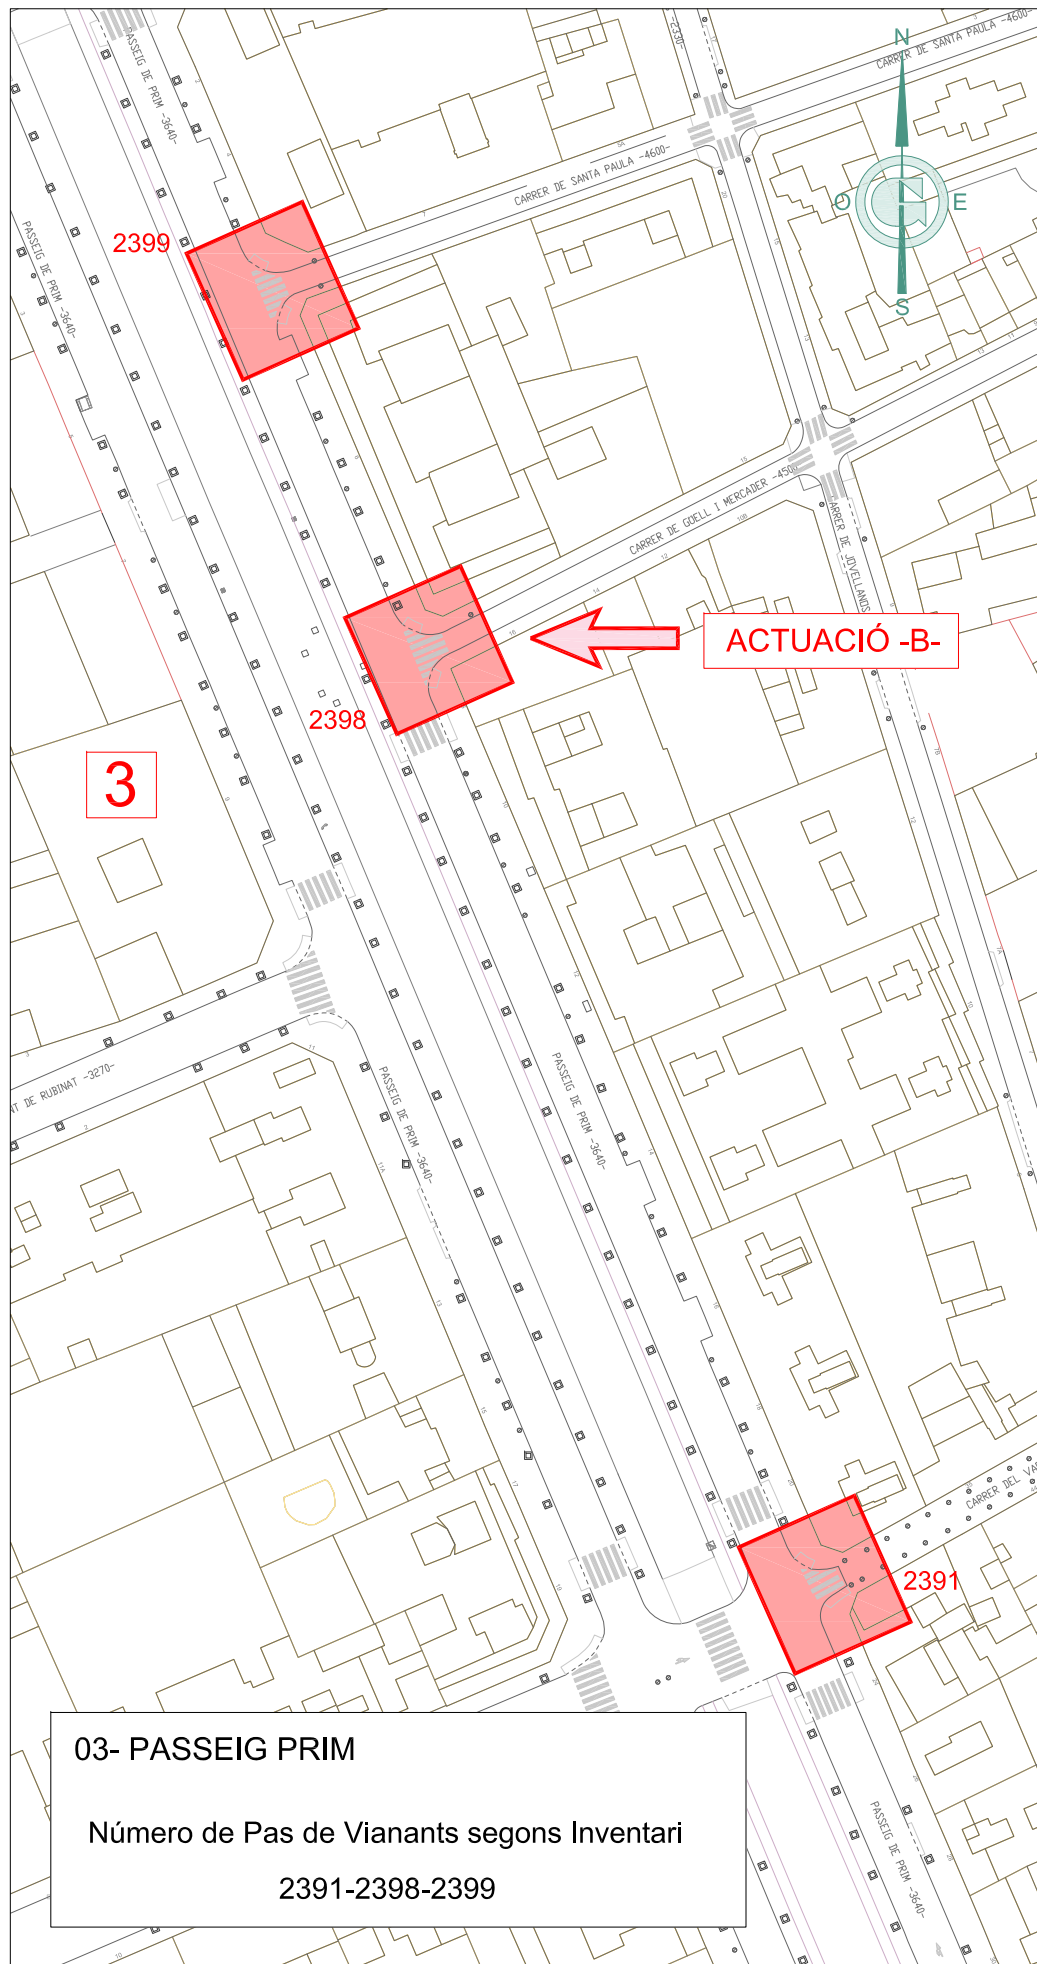 PASSEIG DE PRIM -3640-
-2330-
CARRER DE SANTA PAULA -4600-
N
O
E
S
CARRER DE SANTA PAULA -4600-
2399
PASSEIG DE PRIM -3640-
CARRER DE GÜELL I MERCADER -450
CARRER DE JOVELLANOS
ACTUACIÓ -B-
2398
3
NT DE RUBINAT -3270-
PASSEIG DE PRIM -3640-
PASSEIG DE PRIM -3640-
CARRER DEL VA
2391
PASSEIG DE PRIM -3640-
03- PASSEIG PRIM
Número de Pas de Vianants segons Inventari
2391-2398-2399